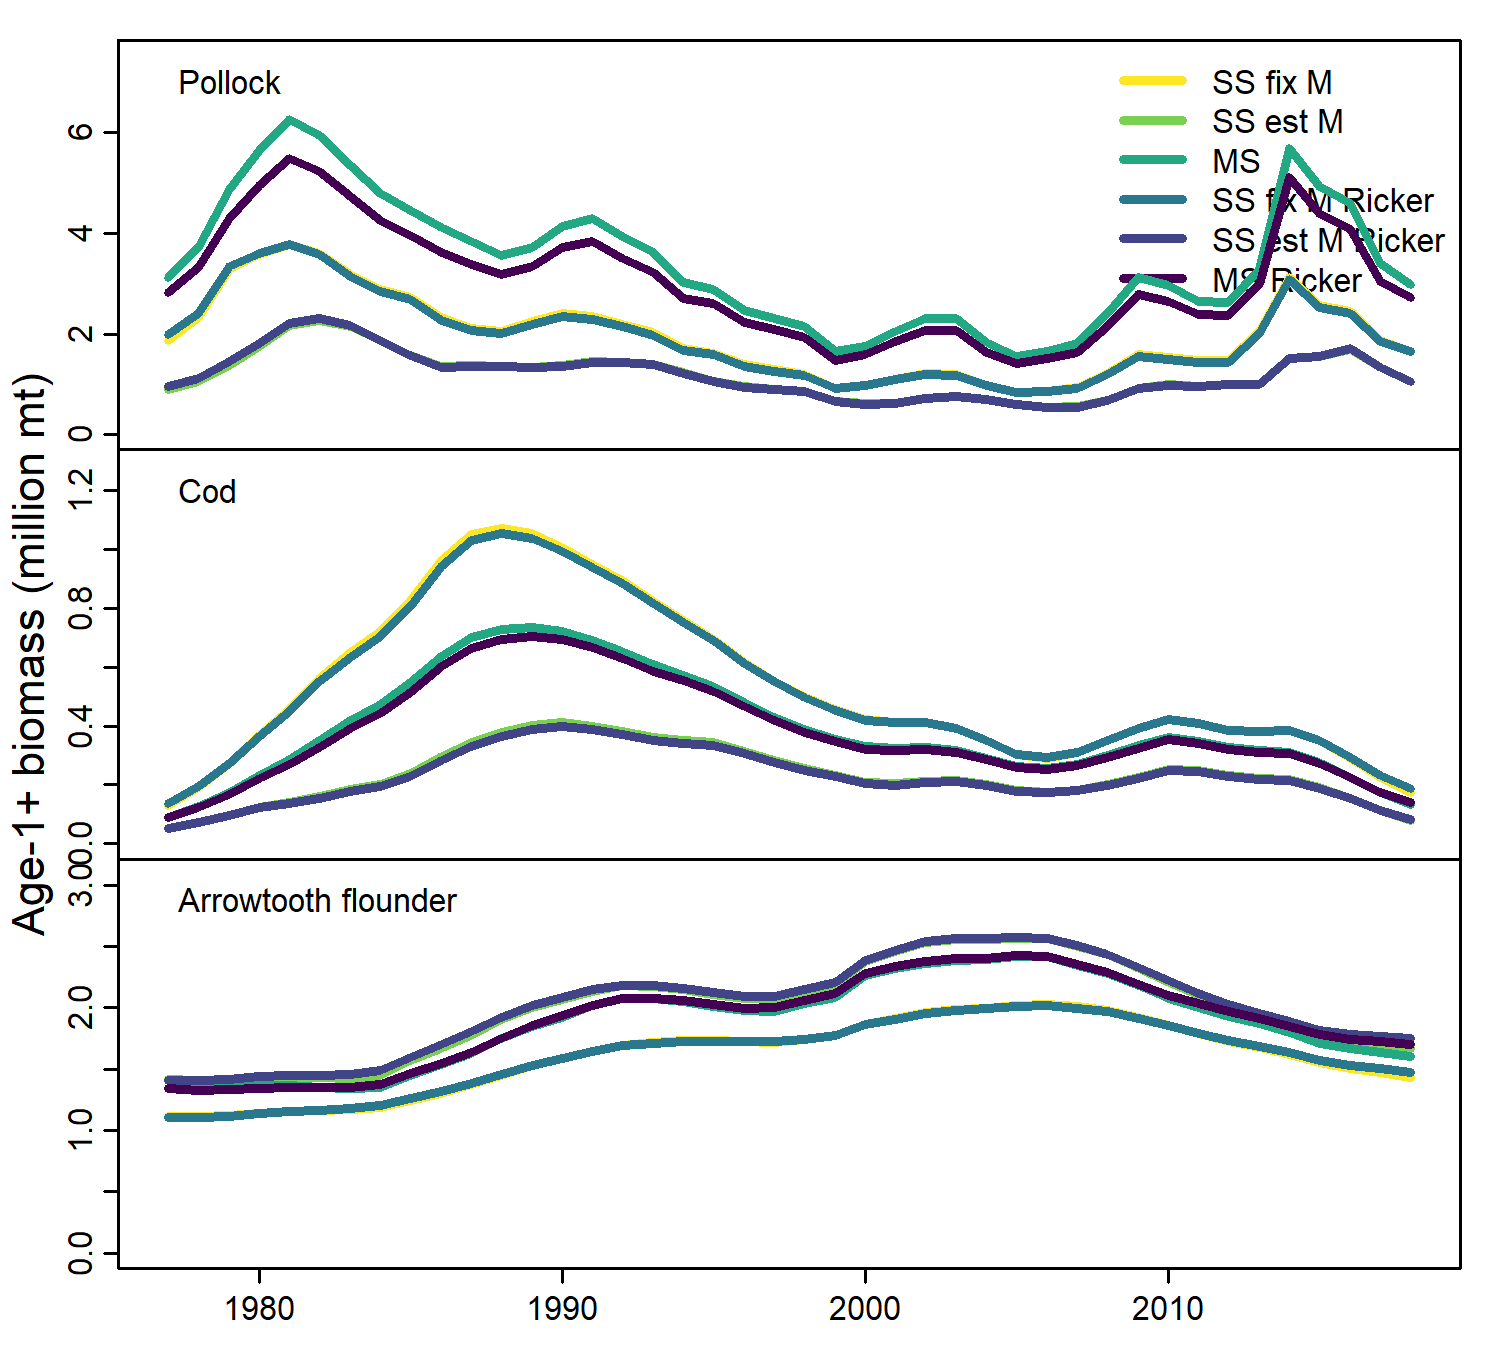 Pollock
SS fix M
SS est M
MS
SS fix M Ricker
SS est M Ricker
MS Ricker
6
4
2
0
Age-1+ biomass (million mt)
Cod
1.2
0.8
0.4
0.0
Arrowtooth flounder
3.0
2.0
1.0
0.0
1980
1990
2000
2010